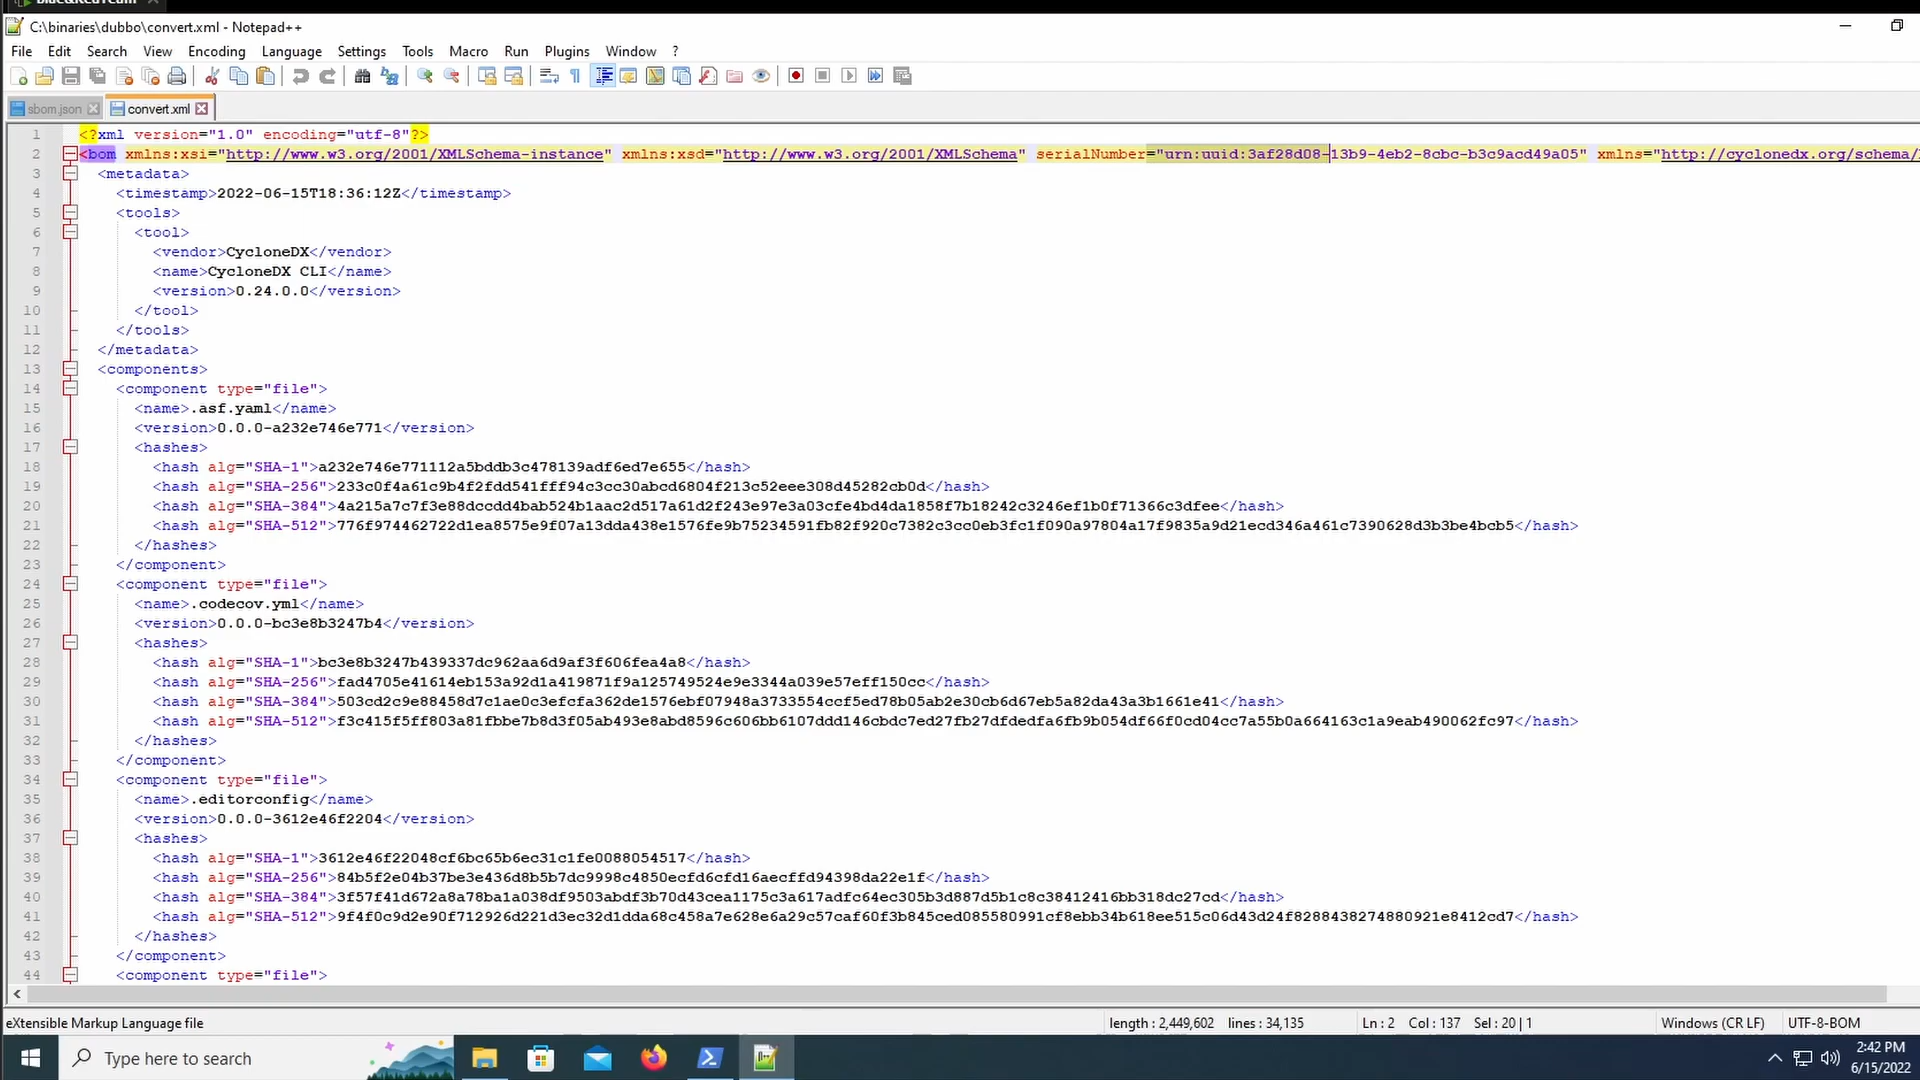 C:\binaries\dubbo\convert.xml - Notepad++
File Edit Search View Encoding Language Settings Tools Macro Run Plugins Window ?
sbom.json convert.xml
1 <?xml version="1.0" encoding="utf-8"?>
2 <bom xmlns:xsi="http://www.w3.org/2001/XMLSchema-instance" xmlns:xsd="http://www.w3.org/2001/XMLSchema" serialNumber="urn:uuid:3af28d08-13b9-4eb2-8cbc-b3c9acd49a05" xmlns="http://cyclonedx.org/schema/
3 <metadata>
4 <timestamp>2022-06-15T18:36:12Z</timestamp>
5 <tools>
6 <tool>
7 <vendor>CycloneDX</vendor>
8 <name>CycloneDX CLI</name>
9 <version>0.24.0.0</version>
10 </tool>
11 </tools>
12 </metadata>
13 <components>
14 <component type="file">
15 <name>.asf.yaml</name>
16 <version>0.0.0-a232e746e771</version>
17 <hashes>
18 <hash alg="SHA-1">a232e746e771112a5bddb3c478139adf6ed7e655</hash>
19 <hash alg="SHA-256">233c0f4a61c9b4f2fdd541fff94c3cc30abcd6804f213c52eee308d45282cb0d</hash>
20 <hash alg="SHA-384">4a215a7c7f3e88dccdd4bab524b1aac2d517a61d2f243e97e3a03cfe4bd4da1858f7b18242c3246ef1b0f71366c3dfee</hash>
21 <hash alg="SHA-512">776f974462722d1ea8575e9f07a13dda438e1576fe9b75234591fb82f920c7382c3cc0eb3fc1f090a97804a17f9835a9d21ecd346a461c7390628d3b3be4bcb5</hash>
22 </hashes>
23 </component>
24 <component type="file">
25 <name>.codecov.yml</name>
26 <version>0.0.0-bc3e8b3247b4</version>
27 <hashes>
28 <hash alg="SHA-1">bc3e8b3247b439337dc962aa6d9af3f606fea4a8</hash>
29 <hash alg="SHA-256">fad4705e41614eb153a92d1a419871f9a125749524e9e3344a039e57eff150cc</hash>
30 <hash alg="SHA-384">503cd2c9e88458d7c1ae0c3efcfa362de1576ebf07948a3733554ccf5ed78b05ab2e30cb6d67eb5a82da43a3b1661e41</hash>
31 <hash alg="SHA-512">f3c415f5ff803a81fbbe7b8d3f05ab493e8abd8596c606bb6107ddd146cbdc7ed27fb27dfdedfa6fb9b054df66f0cd04cc7a55b0a664163c1a9eab490062fc97</hash>
32 </hashes>
33 </component>
34 <component type="file">
35 <name>.editorconfig</name>
36 <version>0.0.0-3612e46f2204</version>
37 <hashes>
38 <hash alg="SHA-1">3612e46f22048cf6bc65b6ec31c1fe0088054517</hash>
39 <hash alg="SHA-256">84b5f2e04b37be3e436d8b5b7dc9998c4850ecfd6cfd16aecffd94398da22e1f</hash>
40 <hash alg="SHA-384">3f57f41d672a8a78ba1a038df9503abdf3b70d43cea1175c3a617adfc64ec305b3d887d5b1c8c38412416bb318dc27cd</hash>
41 <hash alg="SHA-512">9f4f0c9d2e90f712926d221d3ec32d1dda68c458a7e628e6a29c57caf60f3b845ced085580991cf8ebb34b618ee515c06d43d24f8288438274880921e8412cd7</hash>
42 </hashes>
43 </component>
44 <component type="file">
eXtensible Markup Language file length : 2,449,602 lines : 34,135 Ln : 2 Col : 137 Sel : 20 | 1 Windows (CR LF) UTF-8-BOM
Type here to search
2:42 PM
6/15/2022